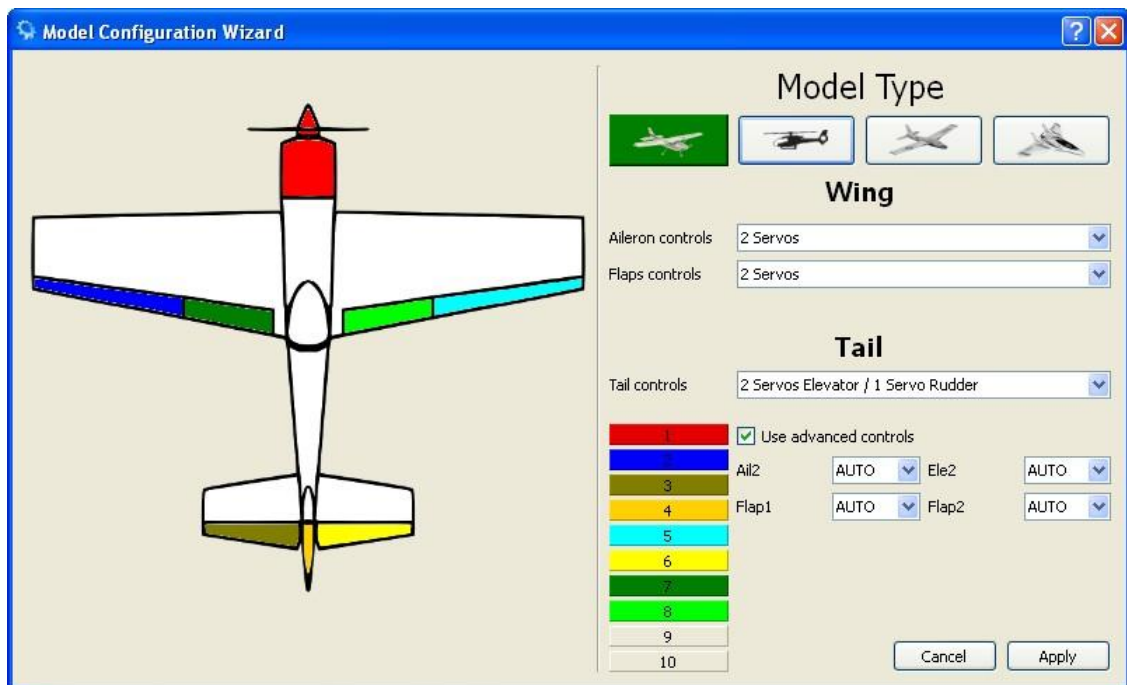 Model Configuration Wizard
Model Type
Wing
Aileron controls 2 Servos
Flaps controls 2 Servos
Tail
Tail controls 2 Servos Elevator / 1 Servo Rudder
1 Use advanced controls
2
Ail2 AUTO Ele2 AUTO
3
4
Flap1 AUTO Flap2 AUTO
5
6
7
8
9
10
Cancel Apply